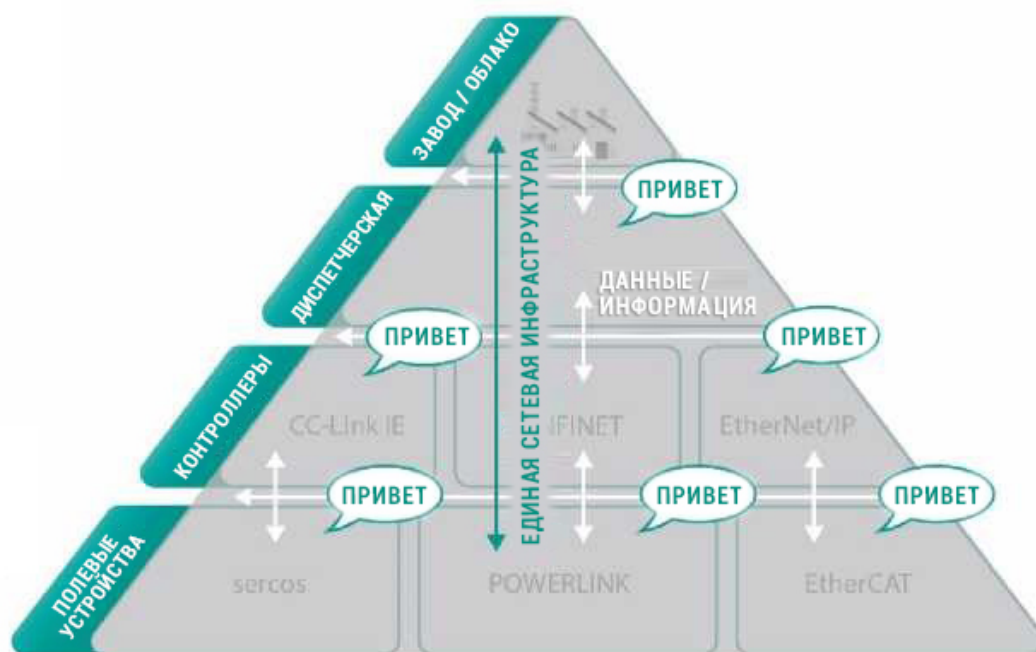 ЗАВОД / ОБЛАКО
ПРИВЕТ
ДИСПЕТЧЕРСКАЯ
ЕДИНАЯ СЕТЕВАЯ ИНФРАСТРУКТУРА
ДАННЫЕ /
ИНФОРМАЦИЯ
ПРИВЕТ
ПРИВЕТ
КОНТРОЛЛЕРЫ
CC-Link IE
NFINET
EtherNet/IP
ПРИВЕТ
ПРИВЕТ
ПРИВЕТ
ПОЛЕВЫЕ
УСТРОЙСТВА
sercos
POWERLINK
EtherCAT